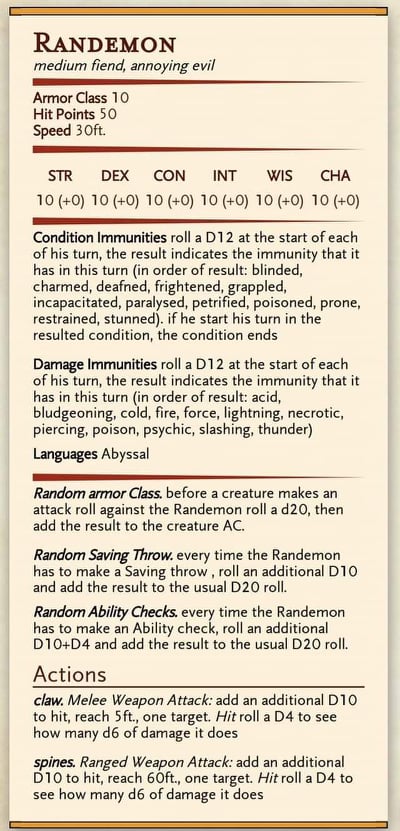 Randemon
medium fiend, annoying evil
Armor Class 10
Hit Points 50
Speed 30ft.
STR DEX CON INT WIS CHA
10 (+0) 10 (+0) 10 (+0) 10 (+0) 10 (+0) 10 (+0)
Condition Immunities roll a D12 at the start of each
of his turn, the result indicates the immunity that it
has in this turn (in order of result: blinded,
charmed, deafned, frightened, grappled,
incapacitated, paralysed, petrified, poisoned, prone,
restrained, stunned). if he start his turn in the
resulted condition, the condition ends
Damage Immunities roll a D12 at the start of each
of his turn, the result indicates the immunity that it
has in this turn (in order of result: acid,
bludgeoning, cold, fire, force, lightning, necrotic,
piercing, poison, psychic, slashing, thunder)
Languages Abyssal
Random armor Class. before a creature makes an
attack roll against the Randemon roll a d20, then
add the result to the creature AC.
Random Saving Throw. every time the Randemon
has to make a Saving throw , roll an additional D10
and add the result to the usual D20 roll.
Random Ability Checks. every time the Randemon
has to make an Ability check, roll an additional
D10+D4 and add the result to the usual D20 roll.
Actions
claw. Melee Weapon Attack: add an additional D10
to hit, reach 5ft., one target. Hit roll a D4 to see
how many d6 of damage it does
spines. Ranged Weapon Attack: add an additional
D10 to hit, reach 60ft., one target. Hit roll a D4 to
see how many d6 of damage it does